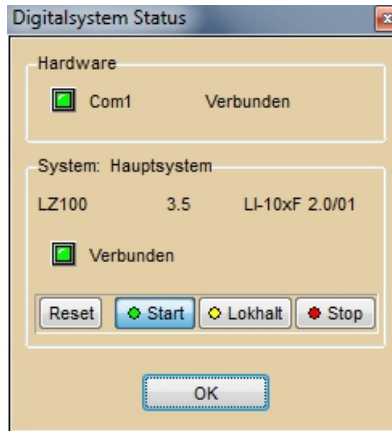 Digitalsystem Status
Hardware
Com1 Verbunden
System: Hauptsystem
LZ100 3.5 LI-10xF 2.0/01
Verbunden
Reset Start Lokhalt Stop
OK